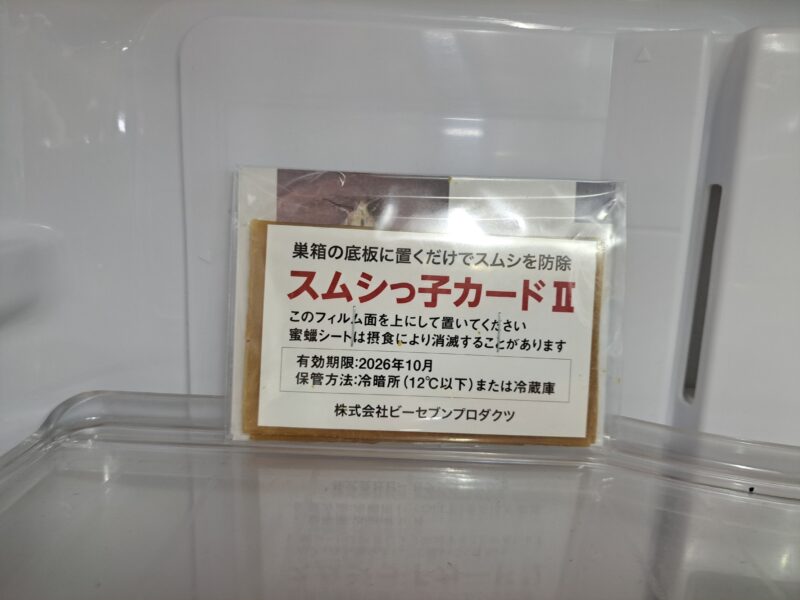 巣箱の底板に置くだけでスムシを防除
スムシっ子カードⅡ
このフィルム面を上にして置いてください
蜜蠟シートは摂食により消滅することがあります
有効期限:2026年10月
保管方法:冷暗所(12℃以下)または冷蔵庫
株式会社ビーセブンプロダクツ